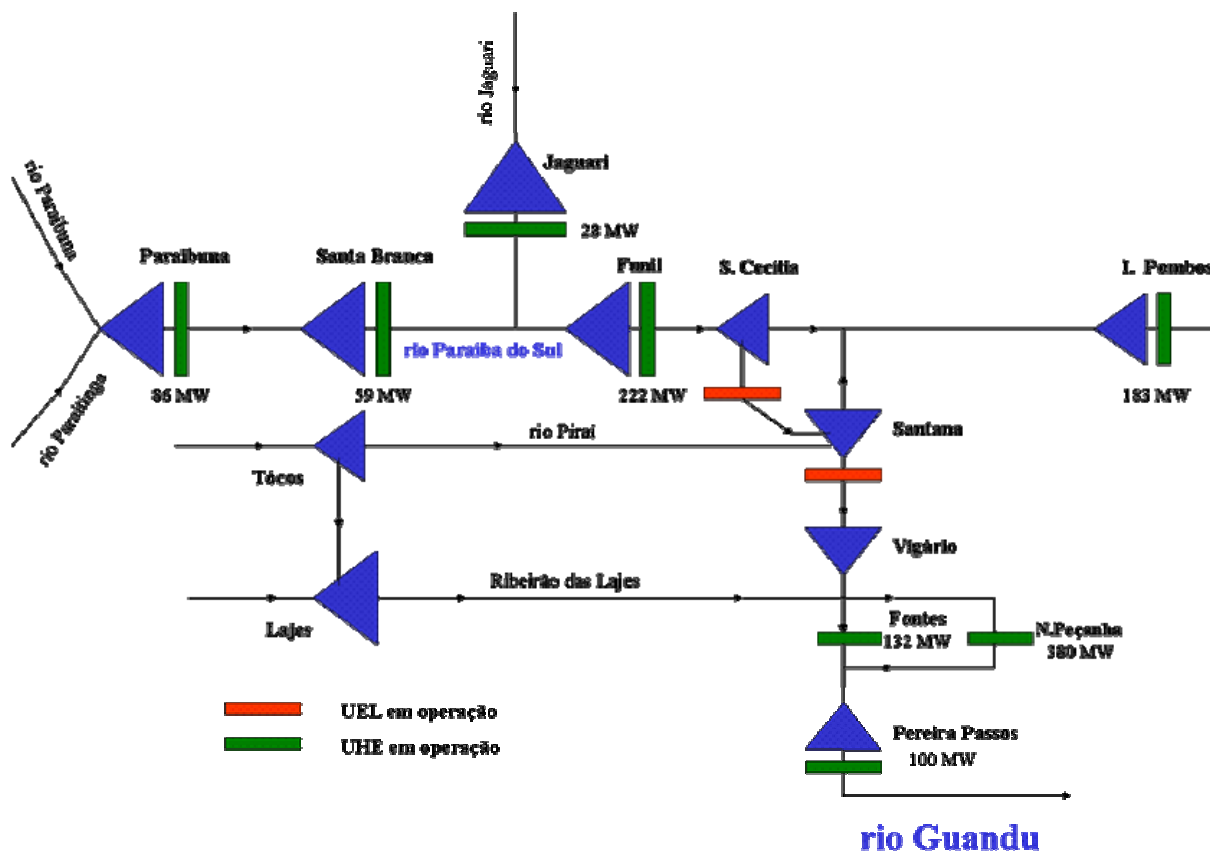 rio Jaguari
Jaguari
28 MW
rio Paraibuna
Paraibuna
Santa Branca
Funil
S. Cecília
I. Pombos
rio Paraíba do Sul
rio Paraitinga
86 MW
59 MW
222 MW
183 MW
rio Piraí
Santana
Tócos
Vigário
Ribeirão das Lajes
Lajes
Fontes
132 MW
N.Peçanha
380 MW
UEL em operação
UHE em operação
Pereira Passos
100 MW
rio Guandu